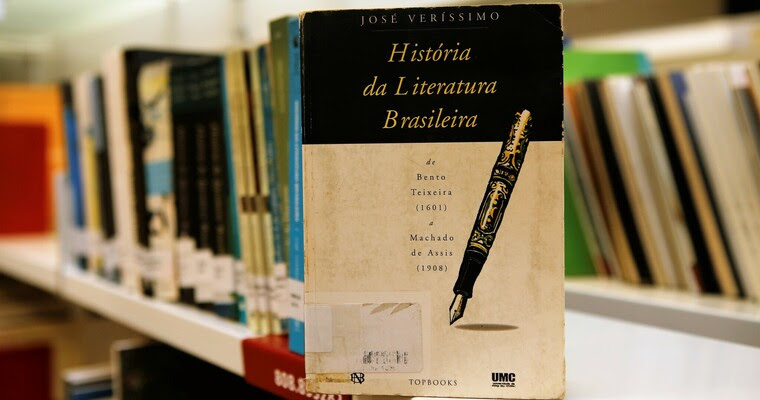 JOSÉ VERÍSSIMO
História
da Literatura
Brasileira
de
Bento
Teixeira
(1601)
a
Machado
de Assis
(1908)
TOPBOOKS
UMC